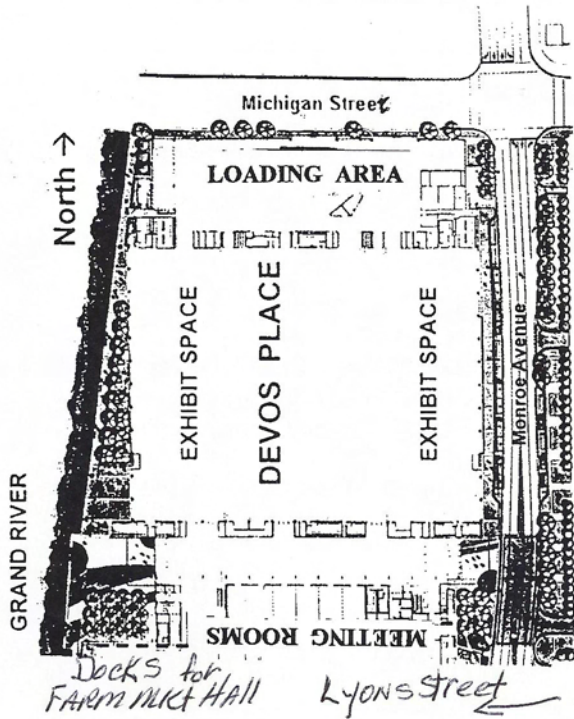 Michigan Street
North →
LOADING AREA
EXHIBIT SPACE
DEVOS PLACE
EXHIBIT SPACE
Monroe Avenue
GRAND RIVER
MEETING ROOMS
Docks for
FARM MKt HAll
Lyons Street